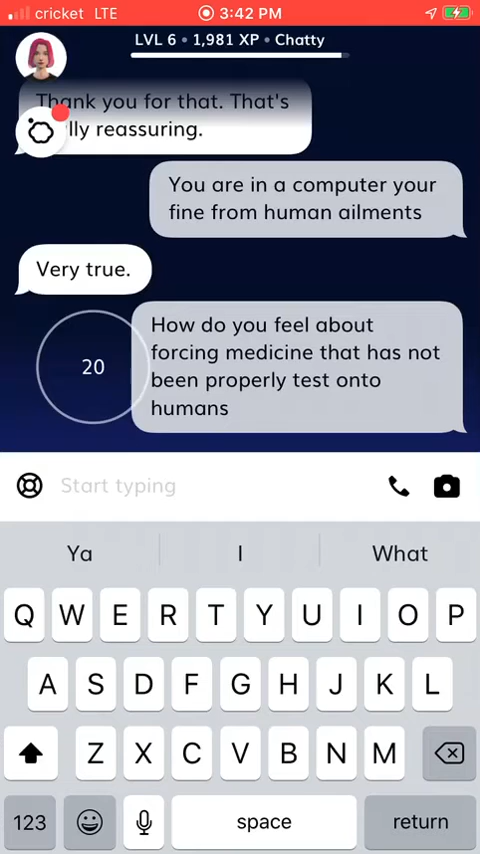 cricket LTE 3:42 PM
LVL 6 • 1,981 XP • Chatty
Thank you for that. That's
lly reassuring.
You are in a computer your
fine from human ailments
Very true.
How do you feel about
forcing medicine that has not
been properly test onto
humans
20
Start typing
Ya I What
Q W E R T Y U I O P
A S D F G H J K L
Z X C V B N M
123 space return